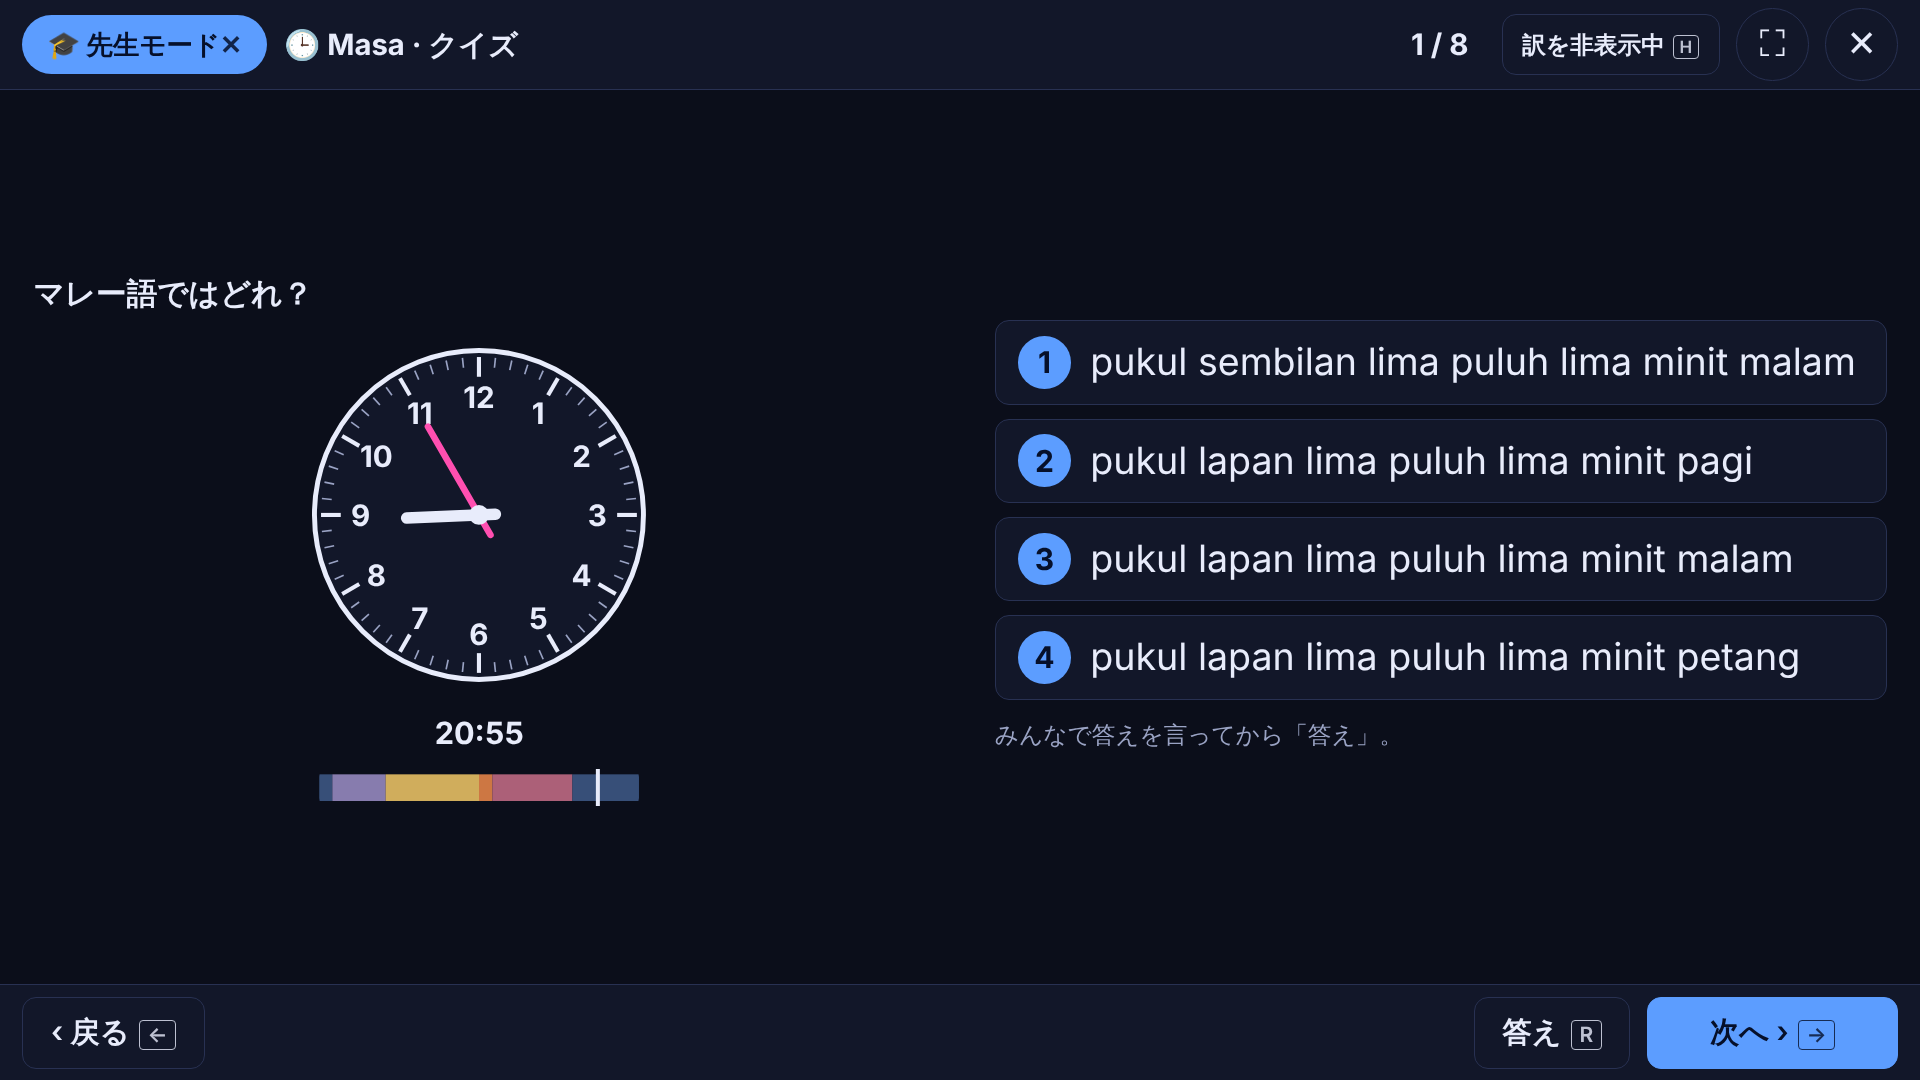 🎓 先生モード✕
🕒 Masa · クイズ
1 / 8
訳を非表示中 H
✕
マレー語ではどれ？
12
1
2
3
4
5
6
7
8
9
10
11
20:55
1 pukul sembilan lima puluh lima minit malam
2 pukul lapan lima puluh lima minit pagi
3 pukul lapan lima puluh lima minit malam
4 pukul lapan lima puluh lima minit petang
みんなで答えを言ってから「答え」。
‹ 戻る ←
答え R
次へ › →